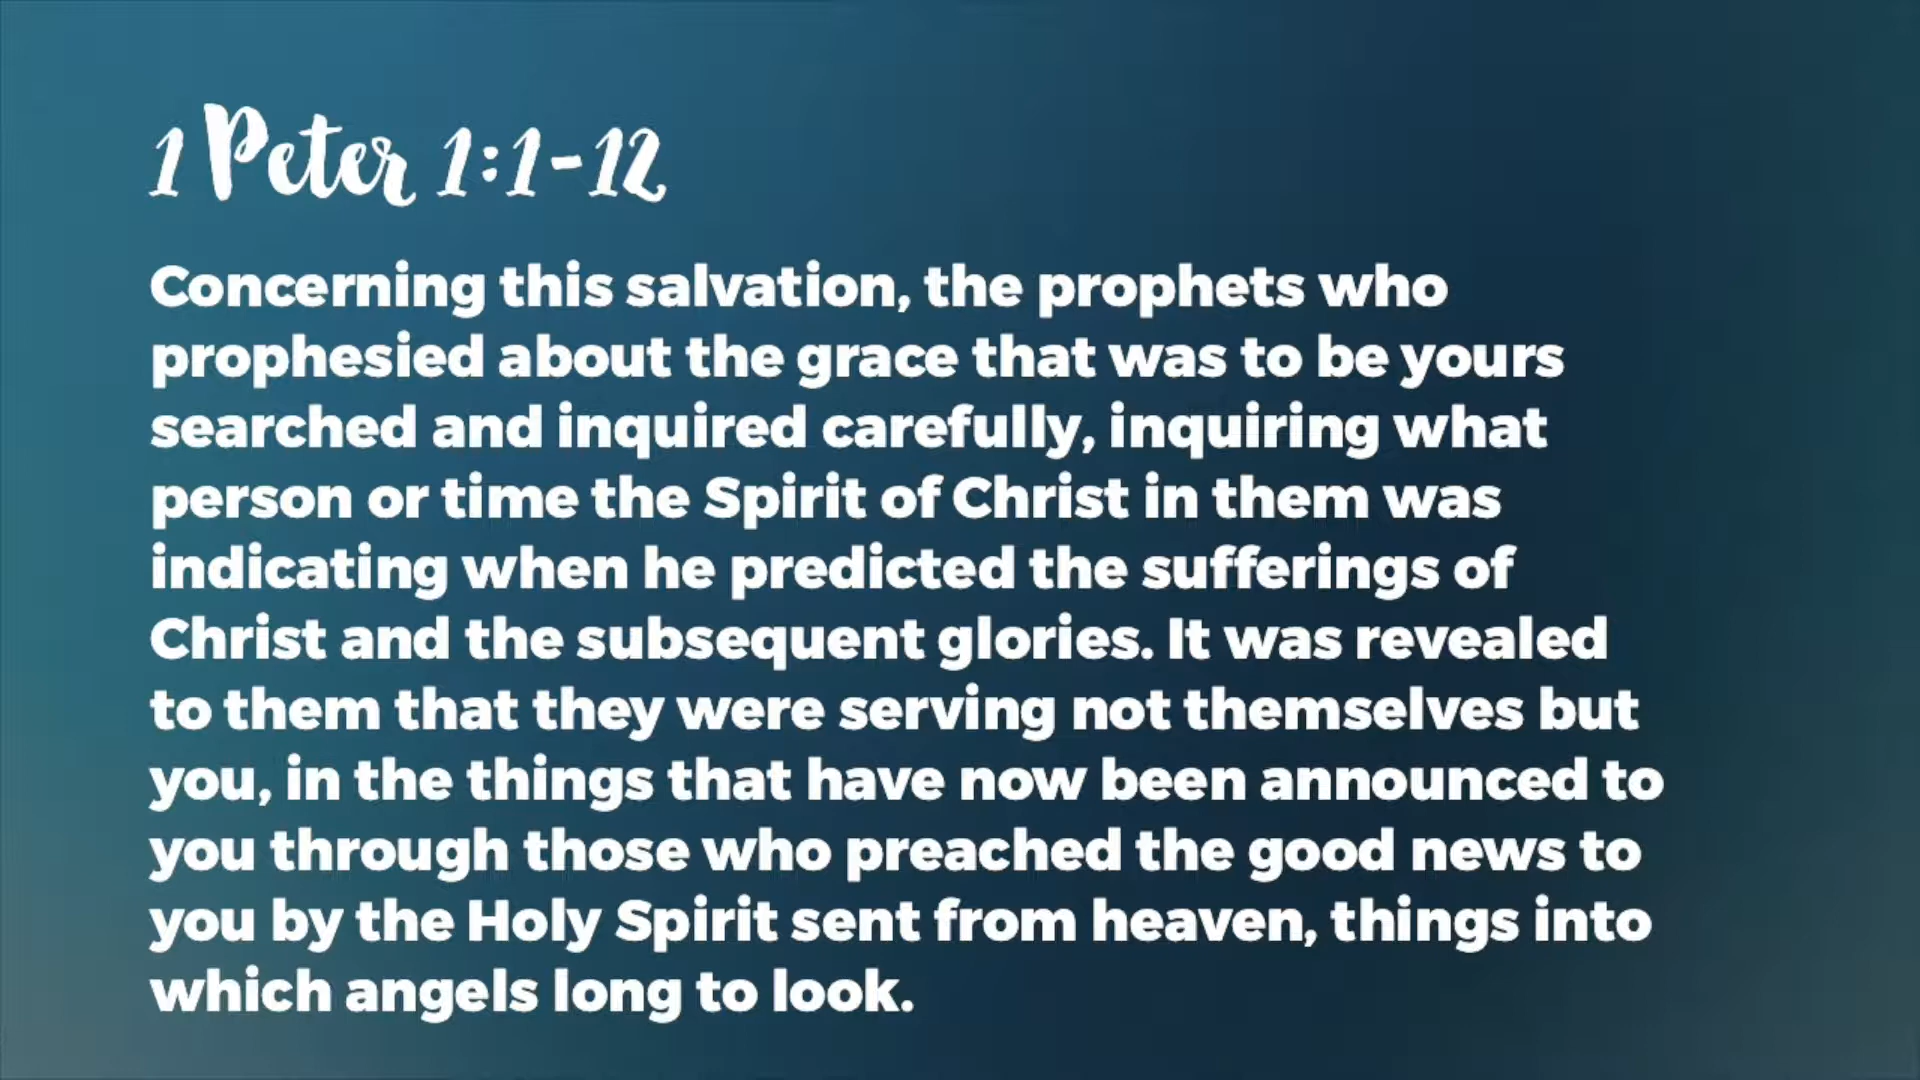 1 Peter 1:1-12
Concerning this salvation, the prophets who
prophesied about the grace that was to be yours
searched and inquired carefully, inquiring what
person or time the Spirit of Christ in them was
indicating when he predicted the sufferings of
Christ and the subsequent glories. It was revealed
to them that they were serving not themselves but
you, in the things that have now been announced to
you through those who preached the good news to
you by the Holy Spirit sent from heaven, things into
which angels long to look.